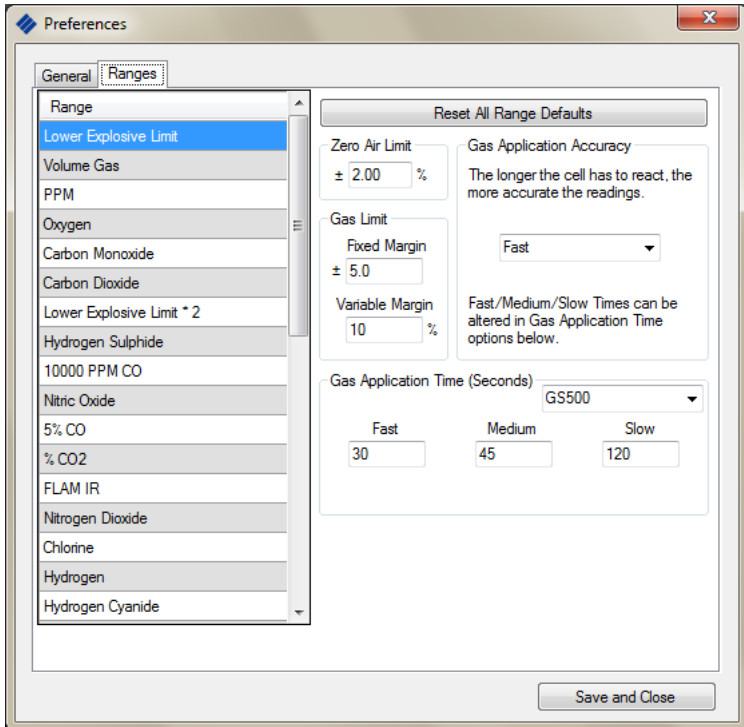 Preferences
General
Ranges
Range
Lower Explosive Limit
Volume Gas
PPM
Oxygen
Carbon Monoxide
Carbon Dioxide
Lower Explosive Limit * 2
Hydrogen Sulphide
10000 PPM CO
Nitric Oxide
5% CO
% CO2
FLAM IR
Nitrogen Dioxide
Chlorine
Hydrogen
Hydrogen Cyanide
Reset All Range Defaults
Zero Air Limit
± 2.00 %
Gas Limit
Fixed Margin
± 5.0
Variable Margin
10 %
Gas Application Accuracy
The longer the cell has to react, the
more accurate the readings.
Fast
Fast/Medium/Slow Times can be
altered in Gas Application Time
options below.
Gas Application Time (Seconds)
GS500
Fast Medium Slow
30 45 120
Save and Close